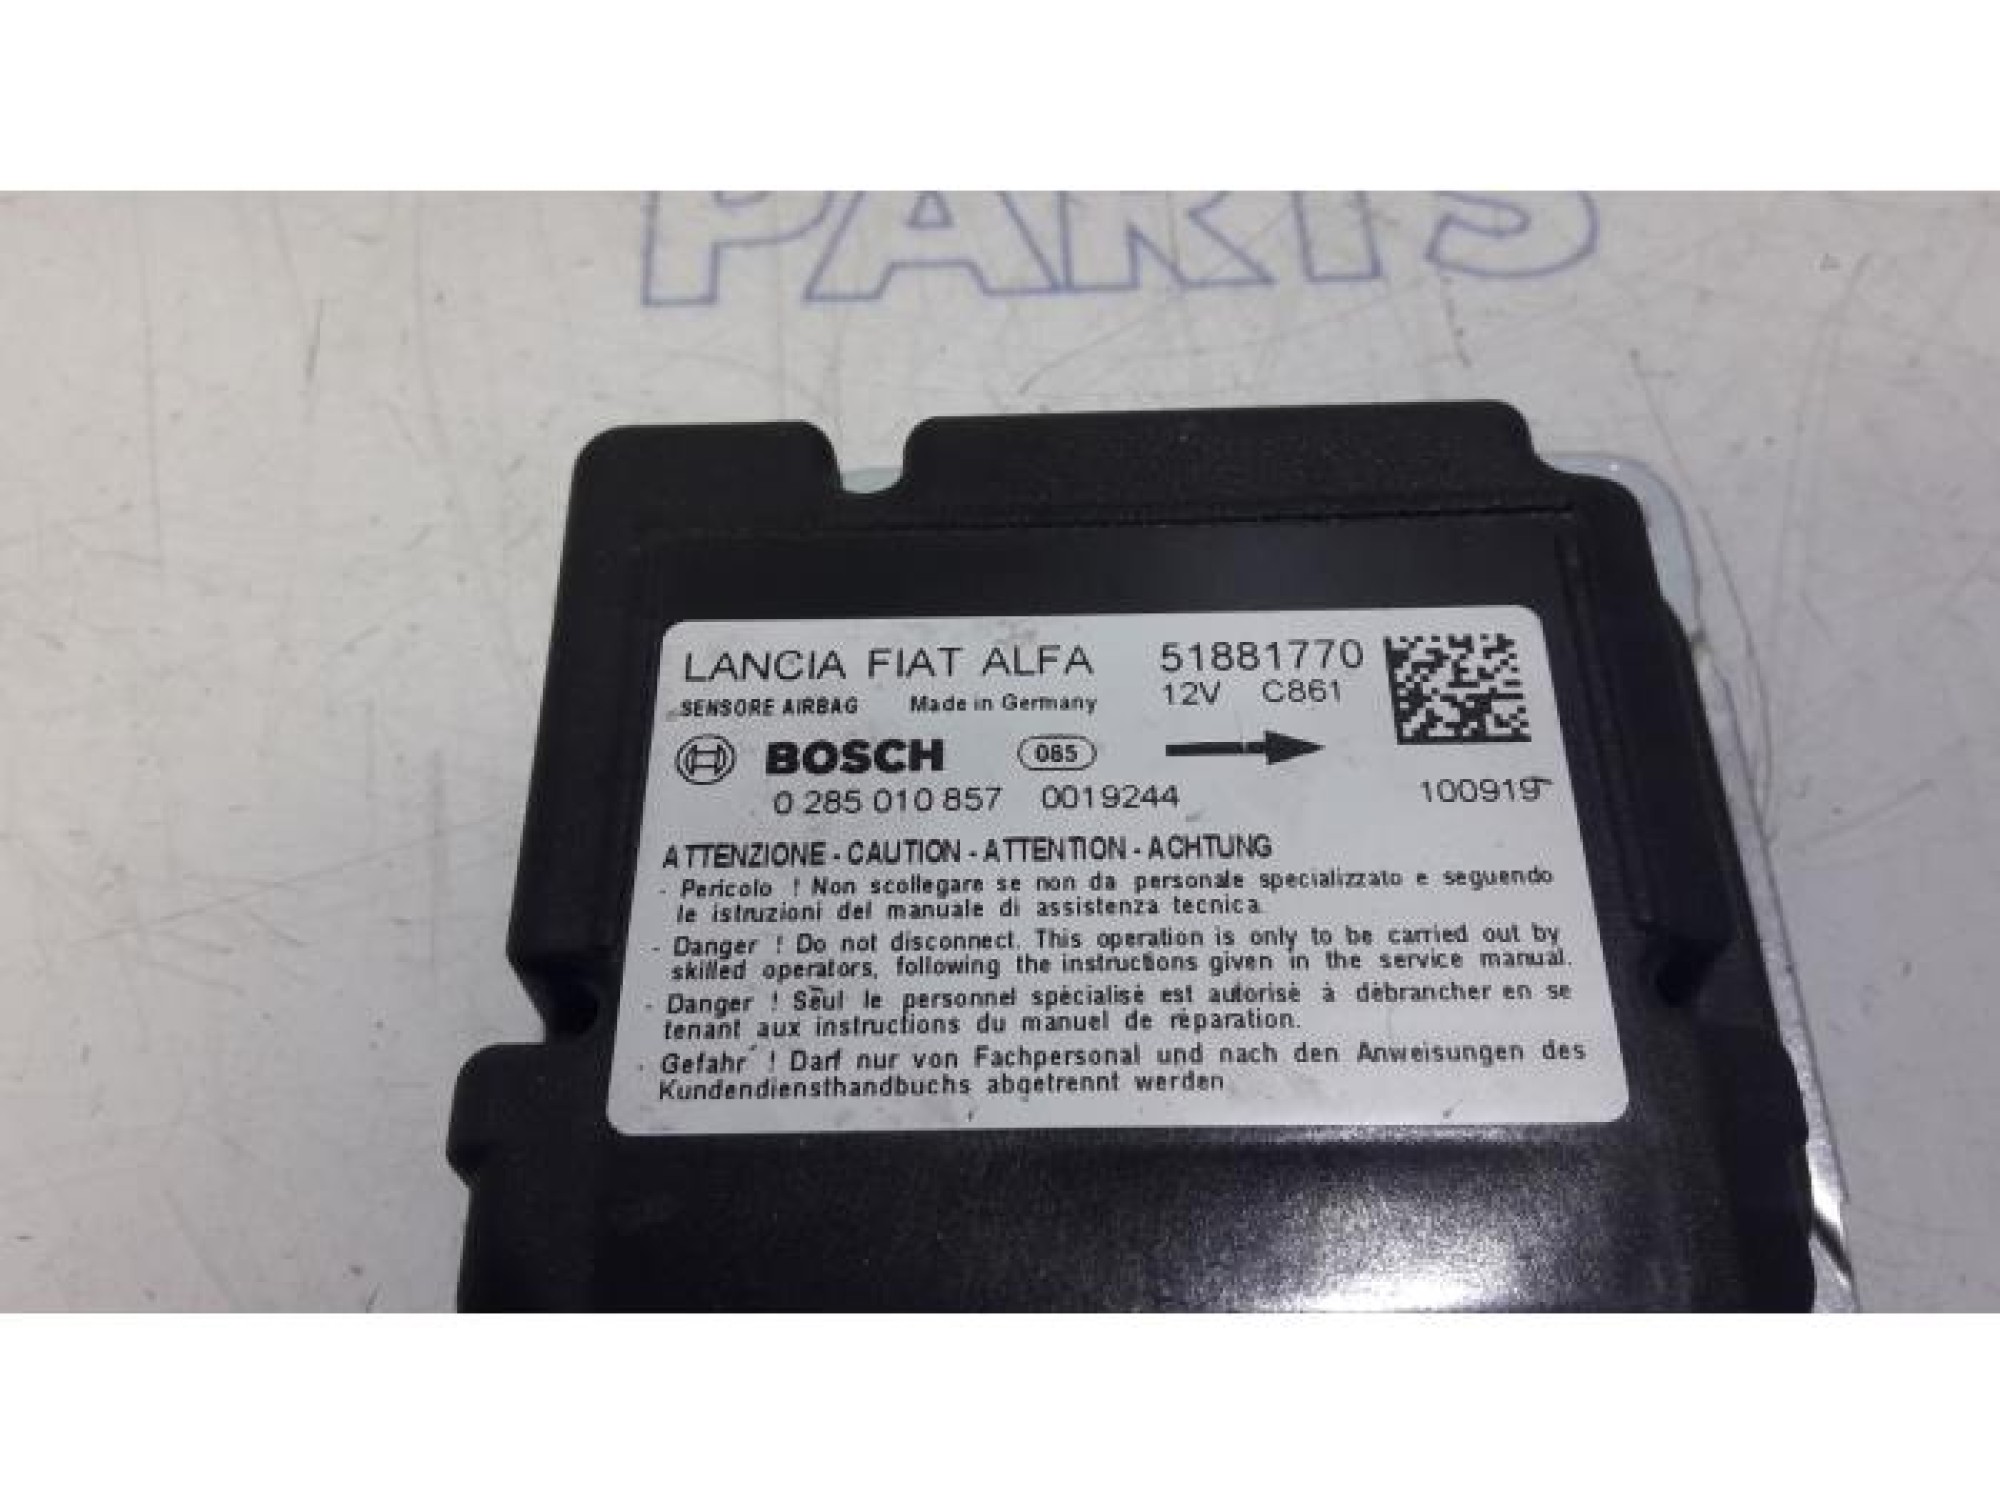 PARTS
LANCIA FIAT ALFA 51881770
SENSORE AIRBAG Made in Germany 12V C861
BOSCH 085
0 285 010 857 0019244 100919
ATTENZIONE - CAUTION - ATTENTION - ACHTUNG
- Pericolo ! Non scollegare se non da personale specializzato e seguendo
le istruzioni del manuale di assistenza tecnica.
- Danger ! Do not disconnect. This operation is only to be carried out by
skilled operators, following the instructions given in the service manual.
- Danger ! Seul le personnel spècialisè est autorisè à dèbrancher en se
tenant aux instructions du manuel de rèparation.
- Gefahr ! Darf nur von Fachpersonal und nach den Anweisungen des
Kundendiensthandbuchs abgetrennt werden